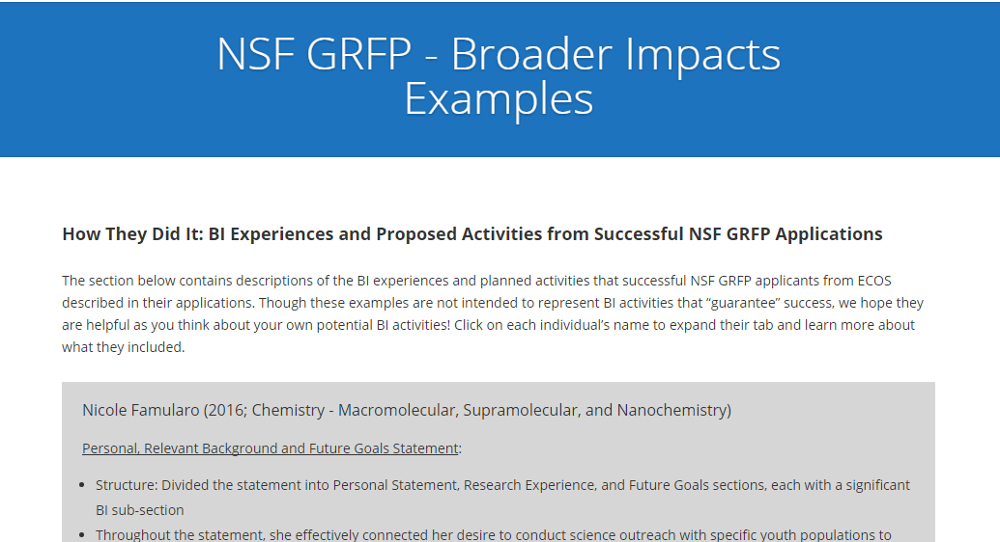 NSF GRFP - Broader Impacts
Examples
How They Did It: BI Experiences and Proposed Activities from Successful NSF GRFP Applications
The section below contains descriptions of the BI experiences and planned activities that successful NSF GRFP applicants from ECOS
described in their applications. Though these examples are not intended to represent BI activities that “guarantee” success, we hope they
are helpful as you think about your own potential BI activities! Click on each individual’s name to expand their tab and learn more about
what they included.
Nicole Famularo (2016; Chemistry - Macromolecular, Supramolecular, and Nanochemistry)
Personal, Relevant Background and Future Goals Statement:
• Structure: Divided the statement into Personal Statement, Research Experience, and Future Goals sections, each with a significant
BI sub-section
• Throughout the statement, she effectively connected her desire to conduct science outreach with specific youth populations to